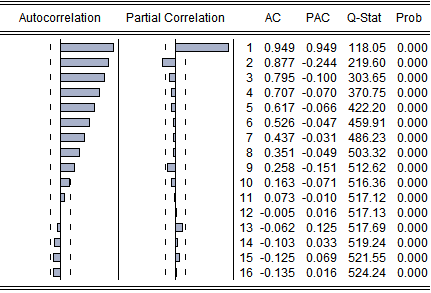 Autocorrelation Partial Correlation AC PAC Q-Stat Prob
1 0.949 0.949 118.05 0.000
2 0.877 -0.244 219.60 0.000
3 0.795 -0.100 303.65 0.000
4 0.707 -0.070 370.75 0.000
5 0.617 -0.066 422.20 0.000
6 0.526 -0.047 459.91 0.000
7 0.437 -0.031 486.23 0.000
8 0.351 -0.049 503.32 0.000
9 0.258 -0.151 512.62 0.000
10 0.163 -0.071 516.36 0.000
11 0.073 -0.010 517.12 0.000
12 -0.005 0.016 517.13 0.000
13 -0.062 0.125 517.69 0.000
14 -0.103 0.033 519.24 0.000
15 -0.125 0.069 521.55 0.000
16 -0.135 0.016 524.24 0.000